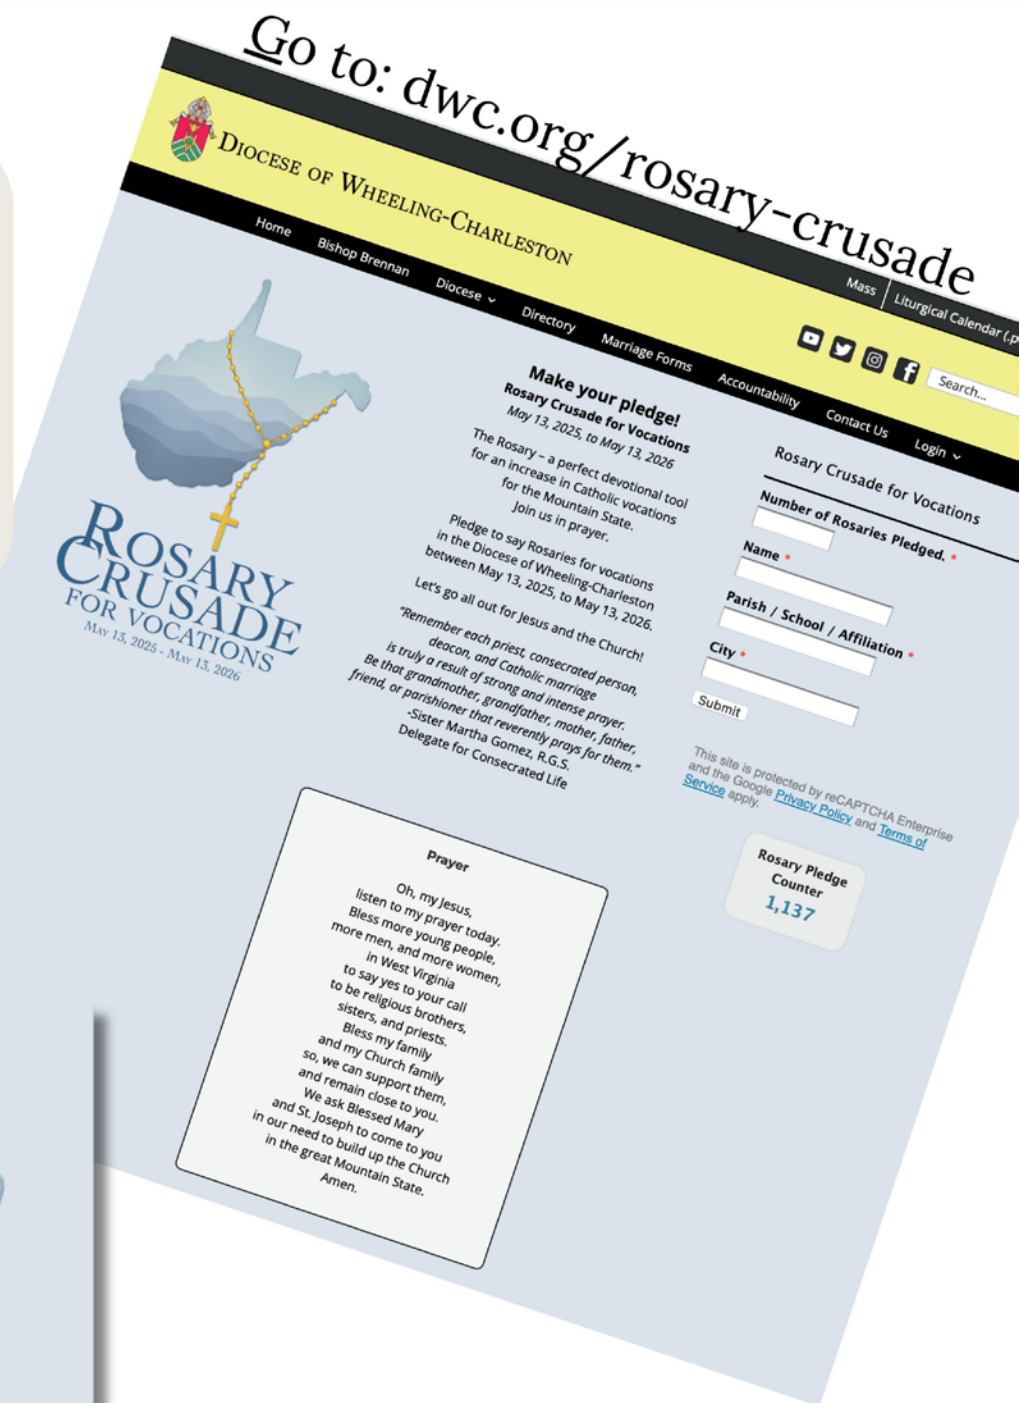 Go to: dwc.org/rosary-crusade
Mass
Liturgical Calendar (.p
DIOCESE OF WHEELING-CHARLESTON
Search...
Home
Bishop Brennan
Diocese
Directory
Marriage Forms
Accountability
Contact Us
Login
ROSARY
CRUSADE
FOR VOCATIONS
MAY 13, 2025 - MAY 13, 2026
Make your pledge!
Rosary Crusade for Vocations
May 13, 2025, to May 13, 2026
The Rosary – a perfect devotional tool
for an increase in Catholic vocations
for the Mountain State.
Join us in prayer.
Pledge to say Rosaries for vocations
in the Diocese of Wheeling-Charleston
between May 13, 2025, to May 13, 2026.
Let's go all out for Jesus and the Church!
"Remember each priest, consecrated person,
deacon, and Catholic marriage
is truly a result of strong and intense prayer.
Be that grandmother, grandfather, mother, father,
friend, or parishioner that reverently prays for them."
-Sister Martha Gomez, R.G.S.
Delegate for Consecrated Life
Rosary Crusade for Vocations
Number of Rosaries Pledged. *
Name *
Parish / School / Affiliation *
City *
Submit
This site is protected by reCAPTCHA Enterprise
and the Google Privacy Policy and Terms of
Service apply.
Rosary Pledge
Counter
1,137
Prayer
Oh, my Jesus,
listen to my prayer today.
Bless more young people,
more men, and more women,
in West Virginia
to say yes to your call
to be religious brothers,
sisters, and priests.
Bless my family
and my Church family
so, we can support them,
and remain close to you.
We ask Blessed Mary
and St. Joseph to come to you
in our need to build up the Church
in the great Mountain State.
Amen.